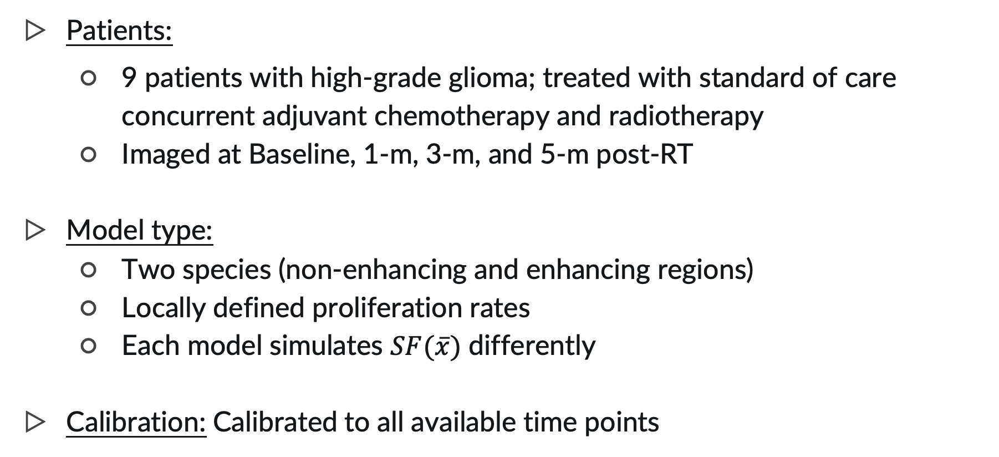 ▷ Patients:
○ 9 patients with high-grade glioma; treated with standard of care
concurrent adjuvant chemotherapy and radiotherapy
○ Imaged at Baseline, 1-m, 3-m, and 5-m post-RT
▷ Model type:
○ Two species (non-enhancing and enhancing regions)
○ Locally defined proliferation rates
○ Each model simulates 𝑆𝐹(x̄) differently
▷ Calibration: Calibrated to all available time points